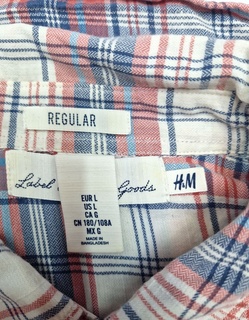 REGULAR
Label Goods H&M
EUR L
US L
CA G
CN 180/108A
MX G
MADE IN
BANGLADESH